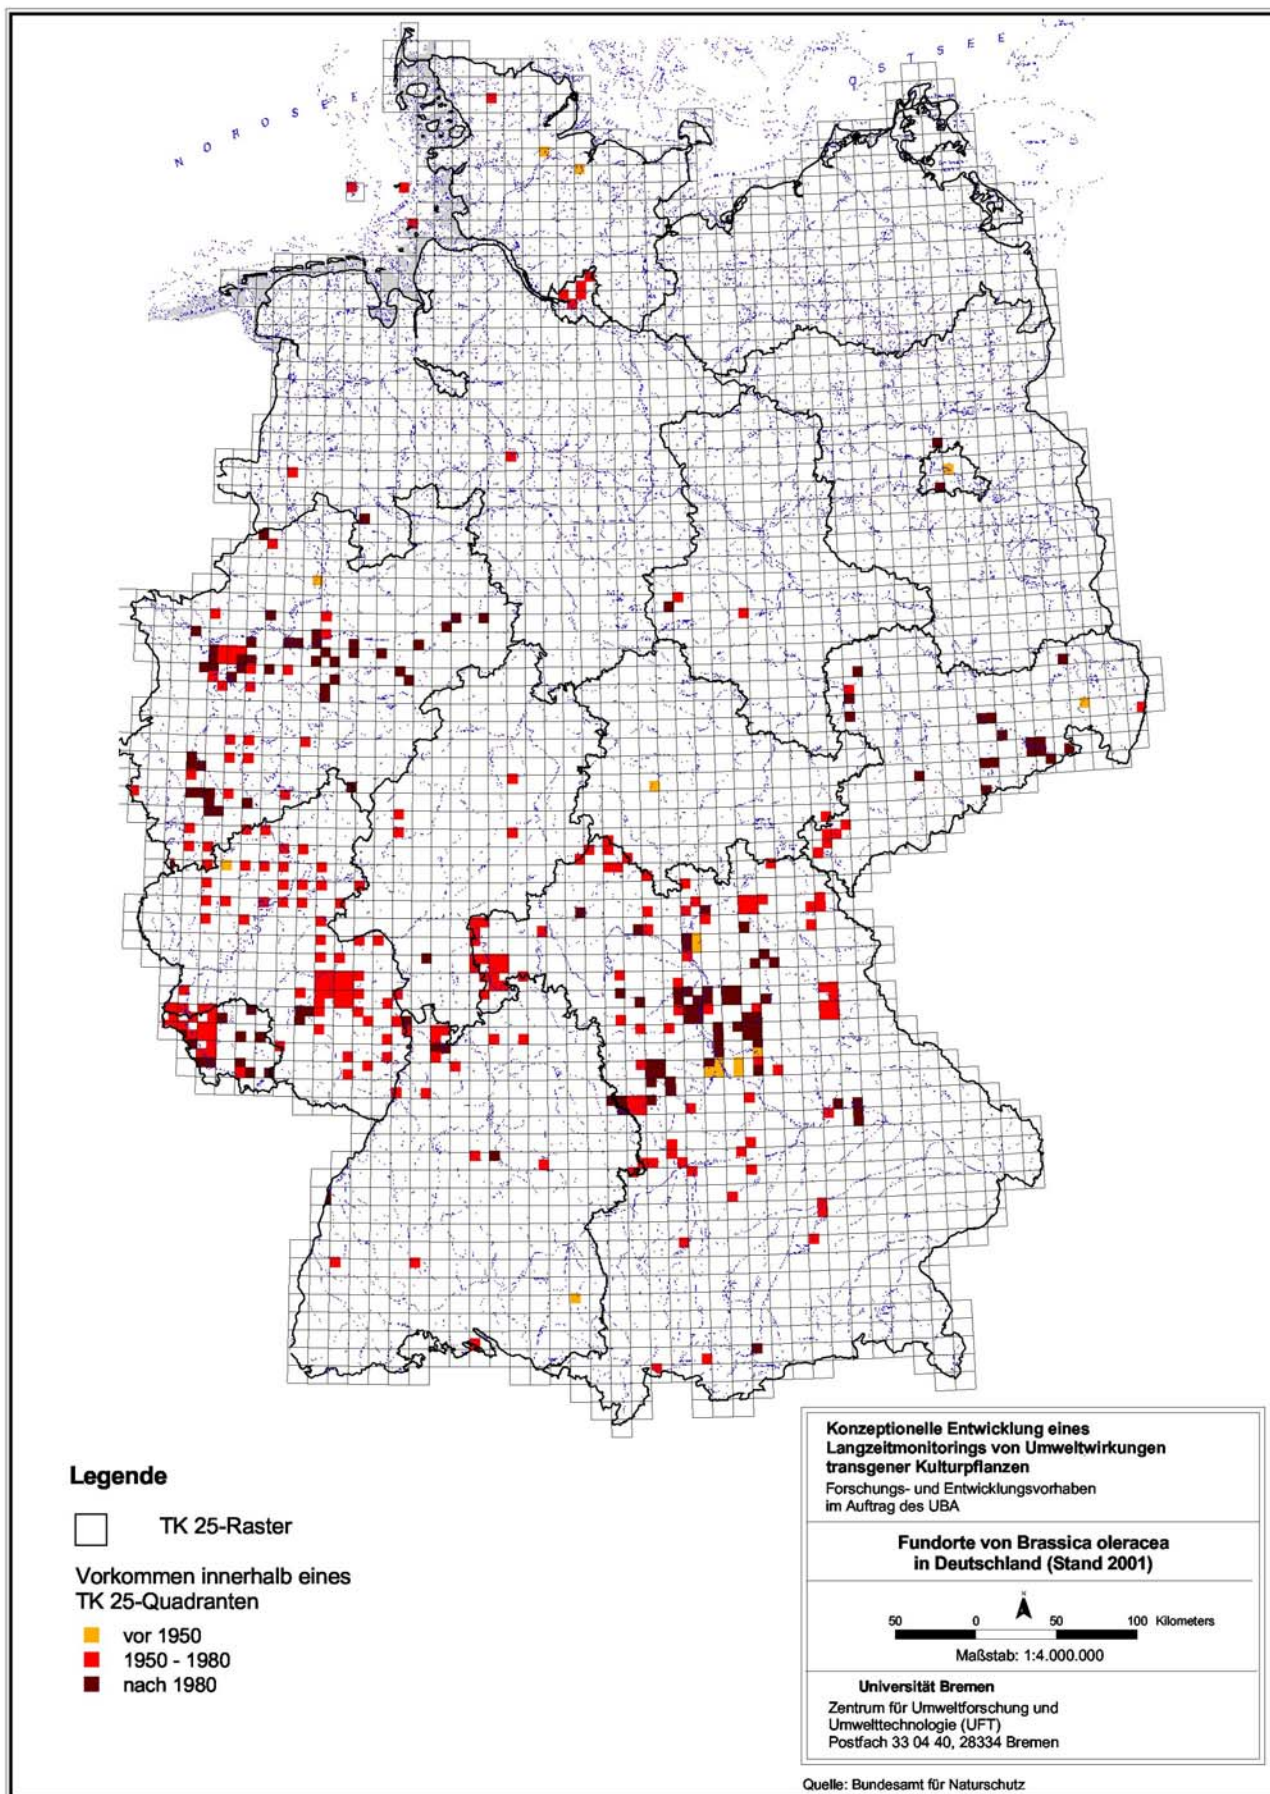 N O R D S E E
O S T S E E
Legende
TK 25-Raster
Vorkommen innerhalb eines
TK 25-Quadranten
vor 1950
1950 - 1980
nach 1980
Konzeptionelle Entwicklung eines
Langzeitmonitorings von Umweltwirkungen
transgener Kulturpflanzen
Forschungs- und Entwicklungsvorhaben
im Auftrag des UBA
Fundorte von Brassica oleracea
in Deutschland (Stand 2001)
N
50 0 50 100 Kilometers
Maßstab: 1:4.000.000
Universität Bremen
Zentrum für Umweltforschung und
Umwelttechnologie (UFT)
Postfach 33 04 40, 28334 Bremen
Quelle: Bundesamt für Naturschutz